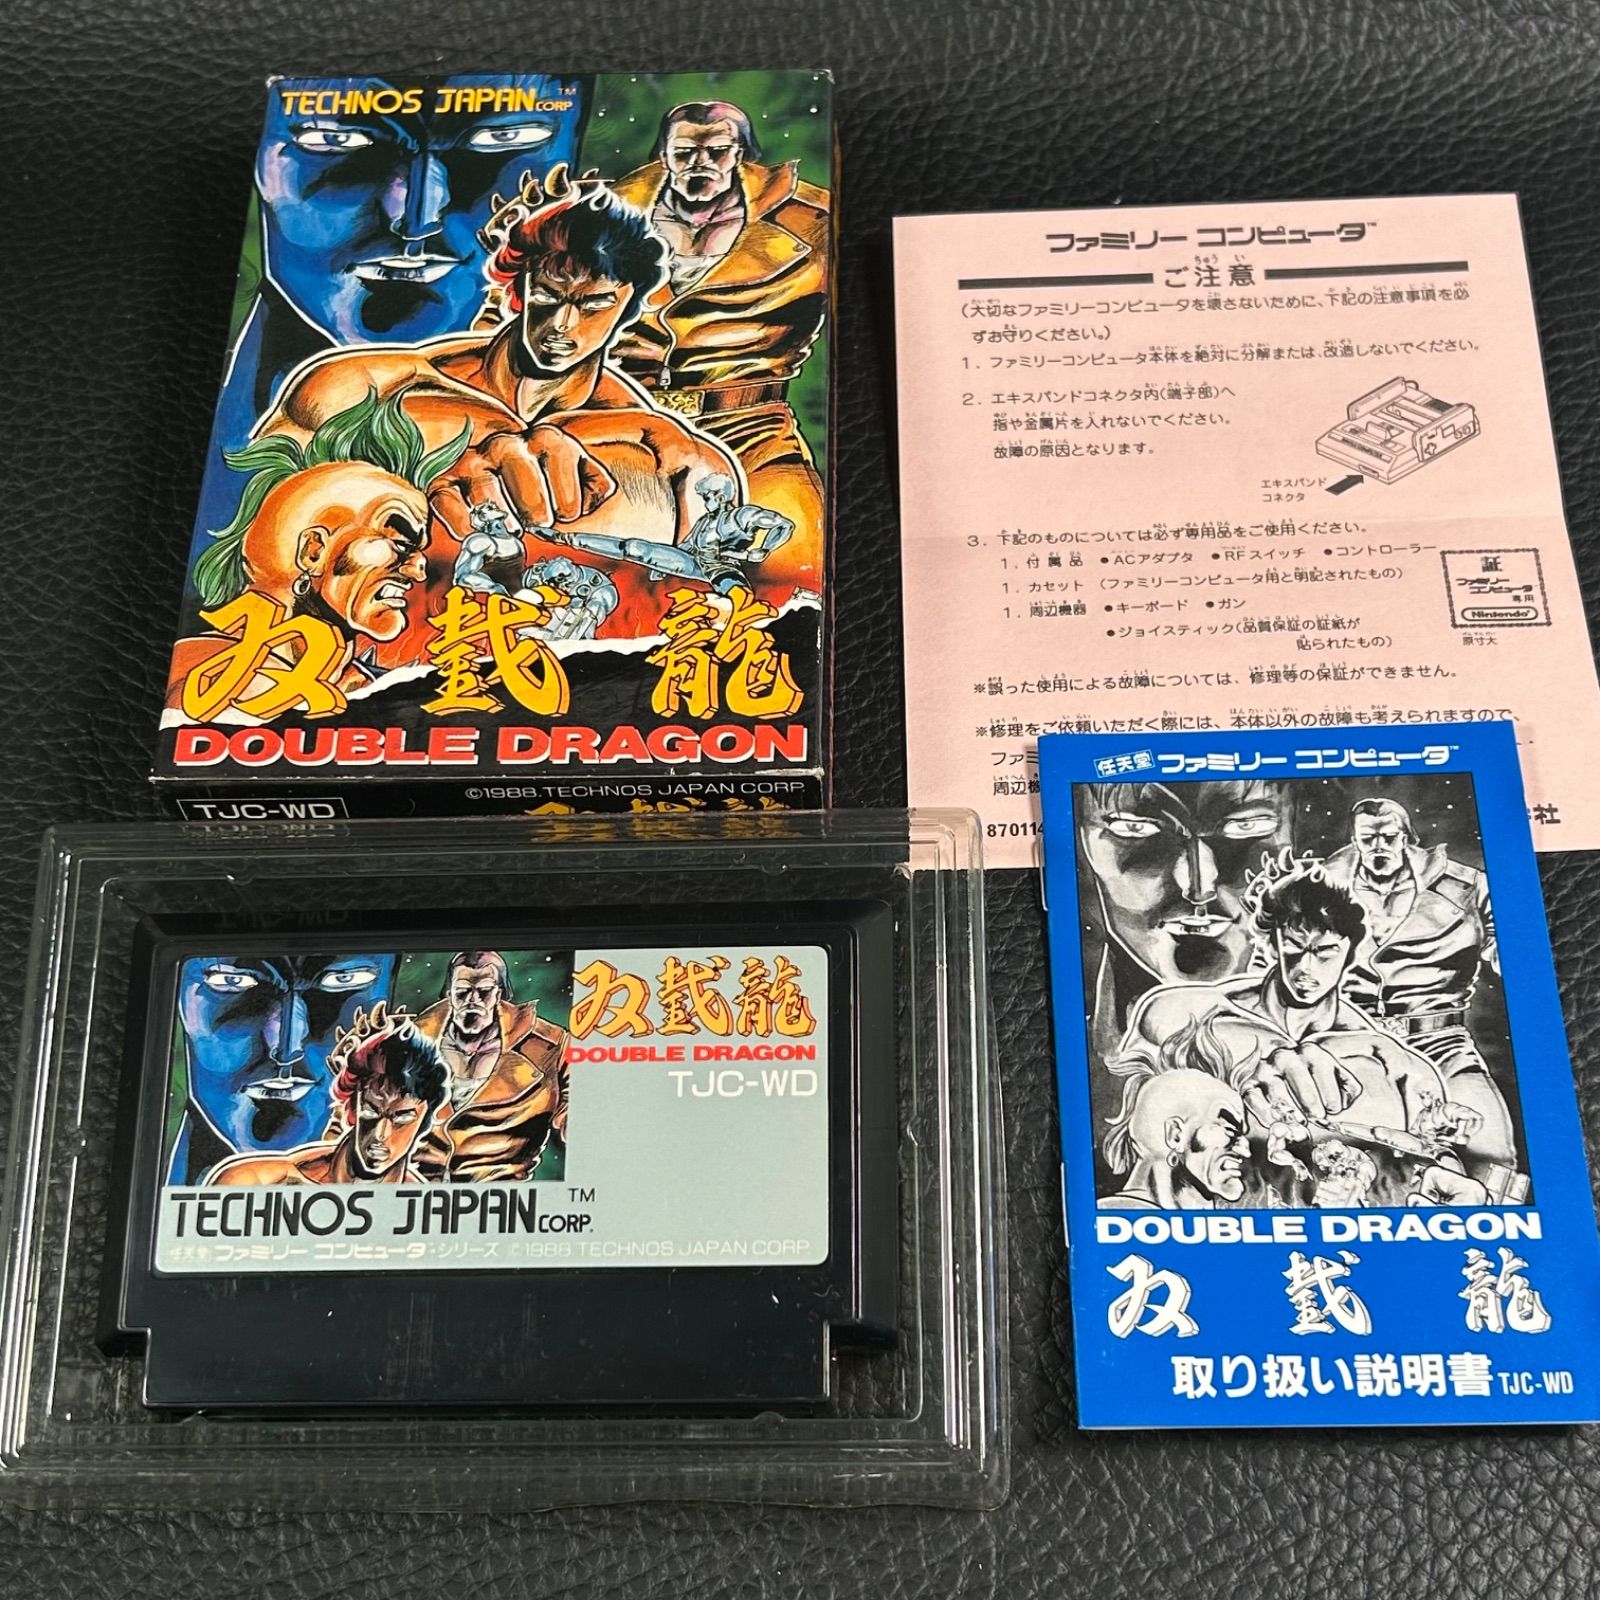 TECHNOS JAPAN CORP ™
双截龍
DOUBLE DRAGON
TJC-WD
©1988.TECHNOS JAPAN CORP.
ファミリー コンピュータ™
ちゅう い
ご注意
(大切なファミリーコンピュータを壊さないために、下記の注意事項を必
ずお守りください。)
1. ファミリーコンピュータ本体を絶対に分解または、改造しないでください。
2. エキスパンドコネクタ内(端子部)へ
指や金属片を入れないでください。
故障の原因となります。
エキスパンド
コネクタ
3. 下記のものについては必ず専用品をご使用ください。
1. 付属品 ●ACアダプタ ●RFスイッチ ●コントローラー
1. カセット (ファミリーコンピュータ用と明記されたもの)
1. 周辺機器 ●キーボード ●ガン
●ジョイスティック(品質保証の証紙が
貼られたもの)
証
ファミリー
コンピュータ
専用
Nintendo
原寸大
※誤った使用による故障については、修理等の保証ができません。
※修理をご依頼いただく際には、本体以外の故障も考えられますので、
ファミ
周辺機
社
870114
任天堂 ファミリー コンピュータ™
DOUBLE DRAGON
双截龍
取り扱い説明書 TJC-WD
双截龍
DOUBLE DRAGON
TJC-WD
TECHNOS JAPAN CORP. ™
任天堂 ファミリー コンピュータ・シリーズ ©1988 TECHNOS JAPAN CORP.